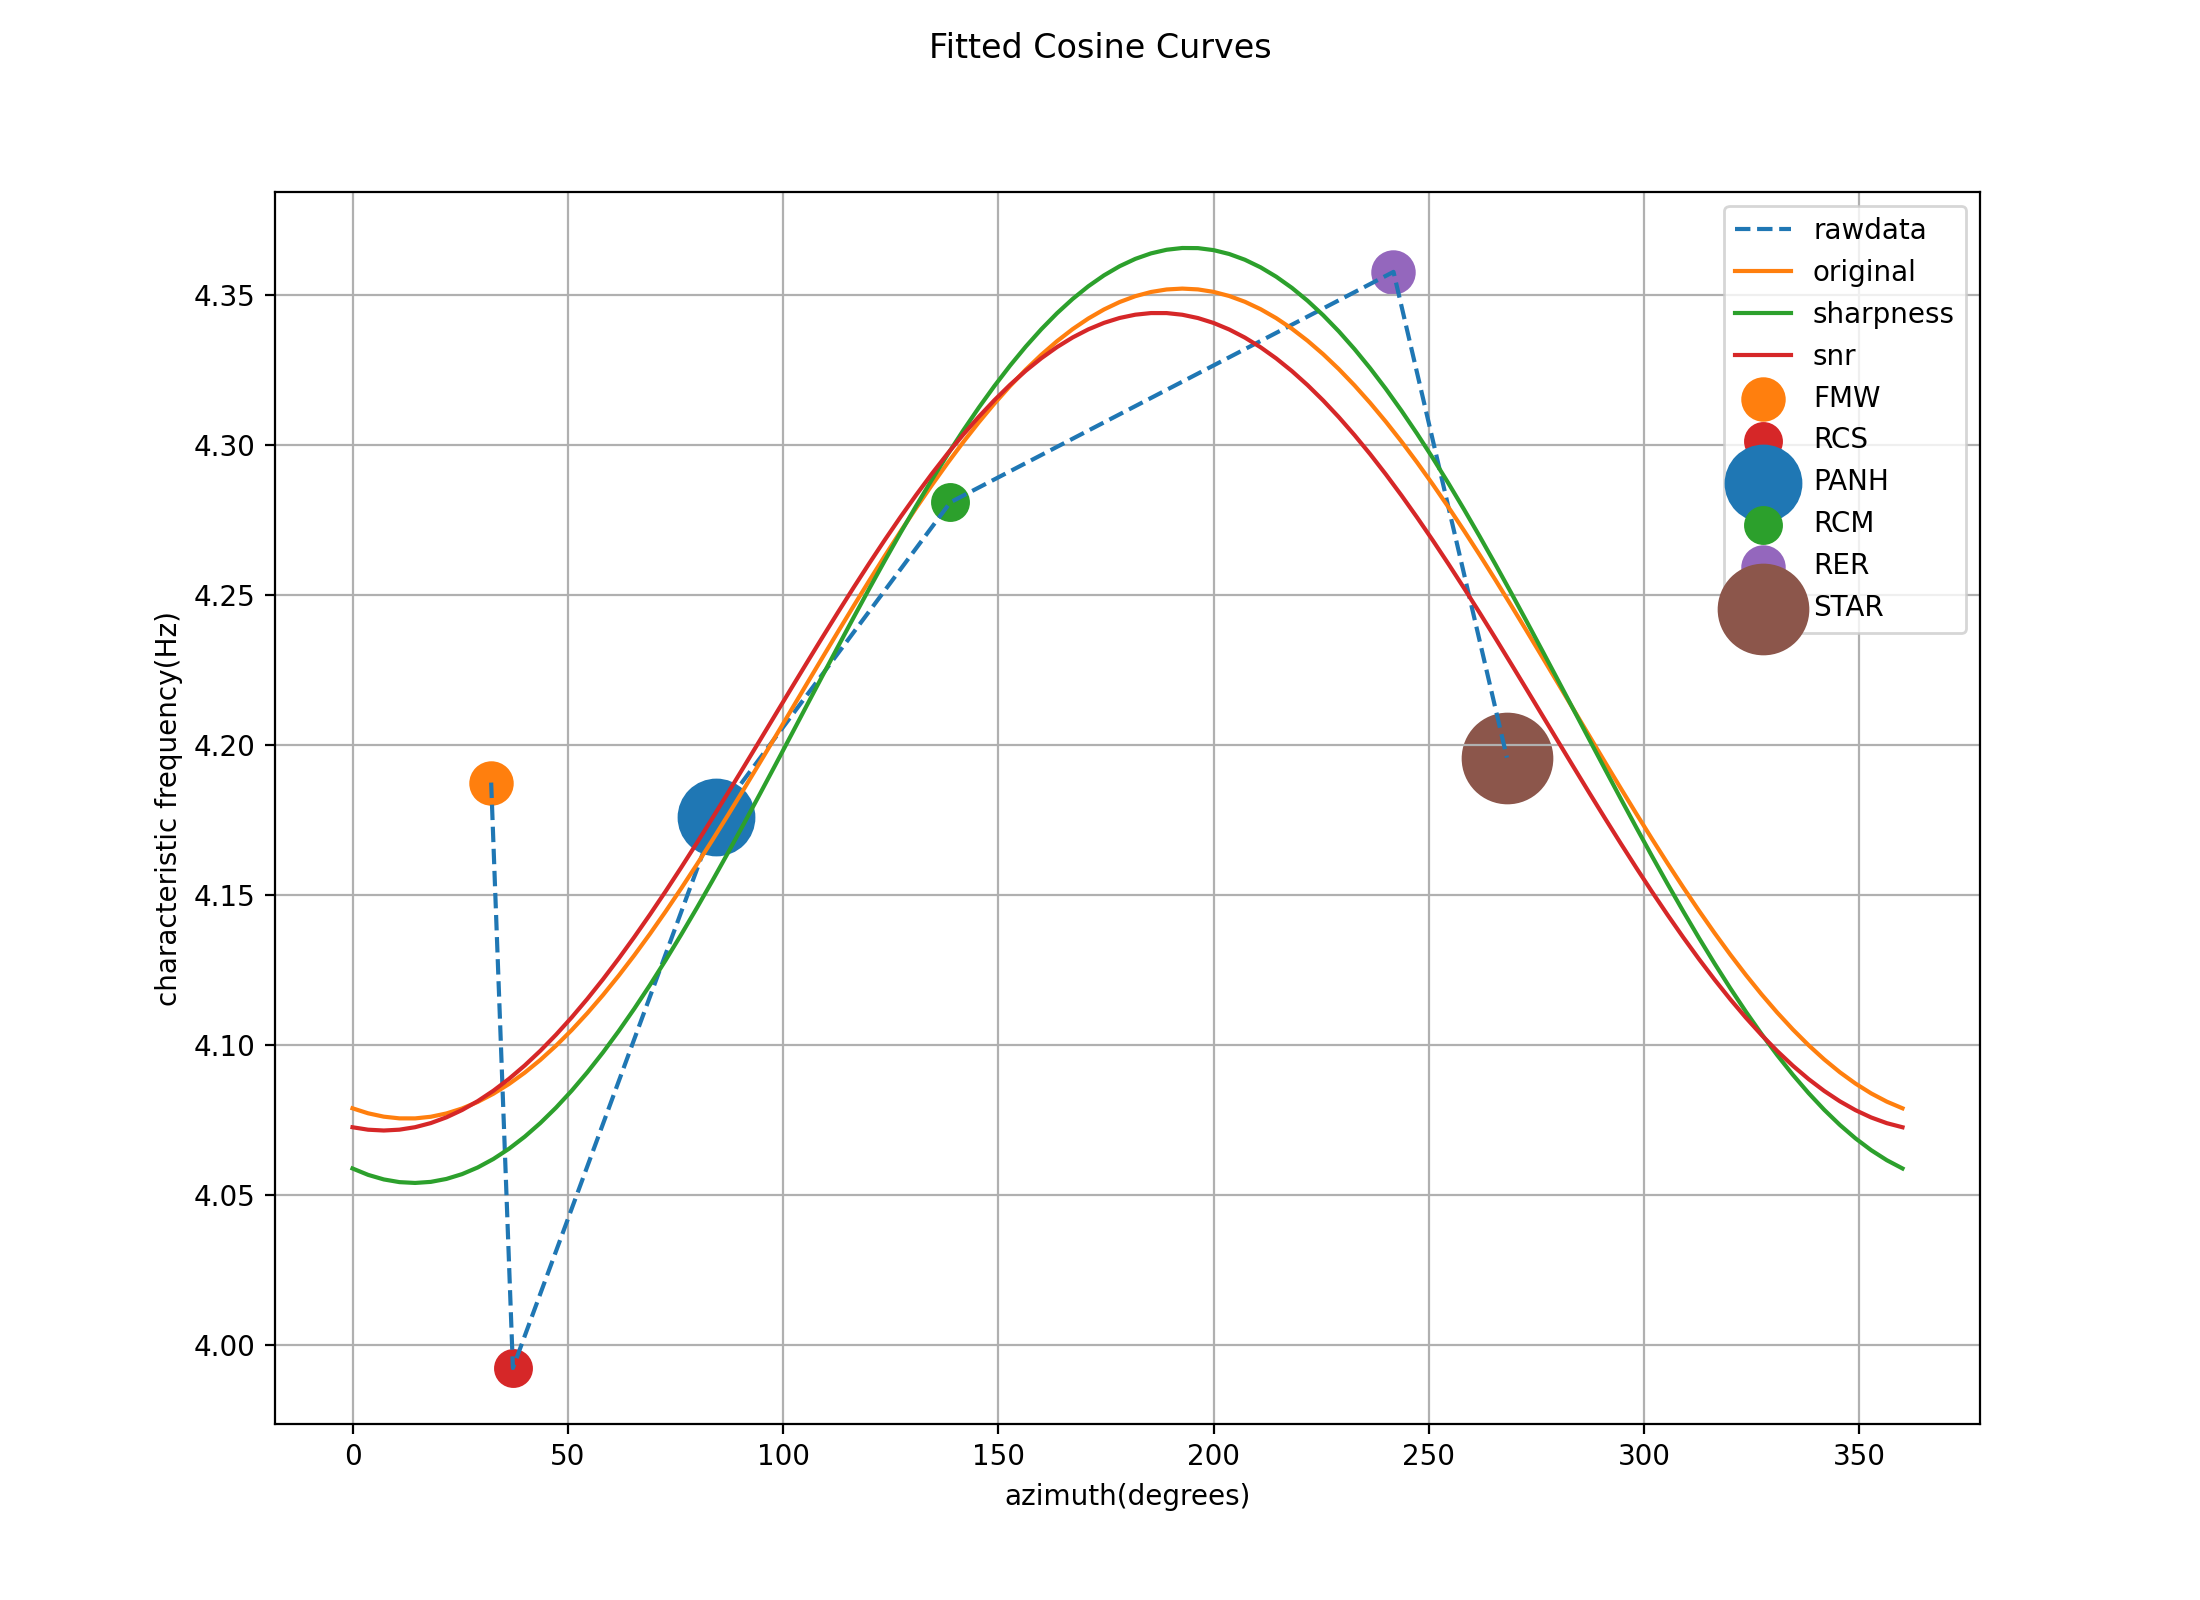 Fitted Cosine Curves
rawdata
original
sharpness
snr
FMW
RCS
PANH
RCM
RER
STAR
4.35
4.30
4.25
4.20
4.15
4.10
4.05
4.00
characteristic frequency(Hz)
0 50 100 150 200 250 300 350
azimuth(degrees)